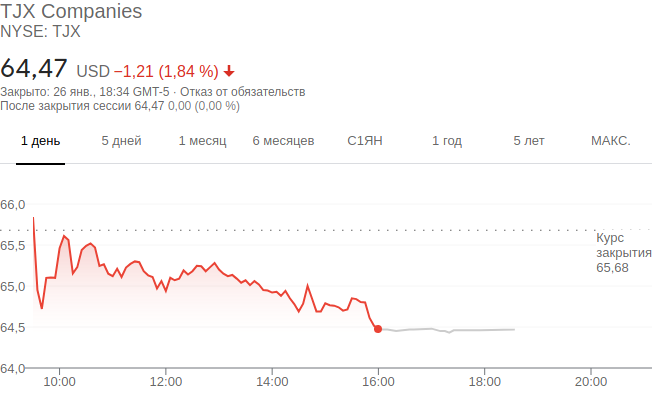 TJX Companies
NYSE: TJX
64,47 USD −1,21 (1,84 %)
Закрыто: 26 янв., 18:34 GMT-5 · Отказ от обязательств
После закрытия сессии 64,47 0,00 (0,00 %)
1 день 5 дней 1 месяц 6 месяцев С1ЯН 1 год 5 лет МАКС.
66,0
65,5
65,0
64,5
64,0
Курс
закрытия
65,68
10:00 12:00 14:00 16:00 18:00 20:00